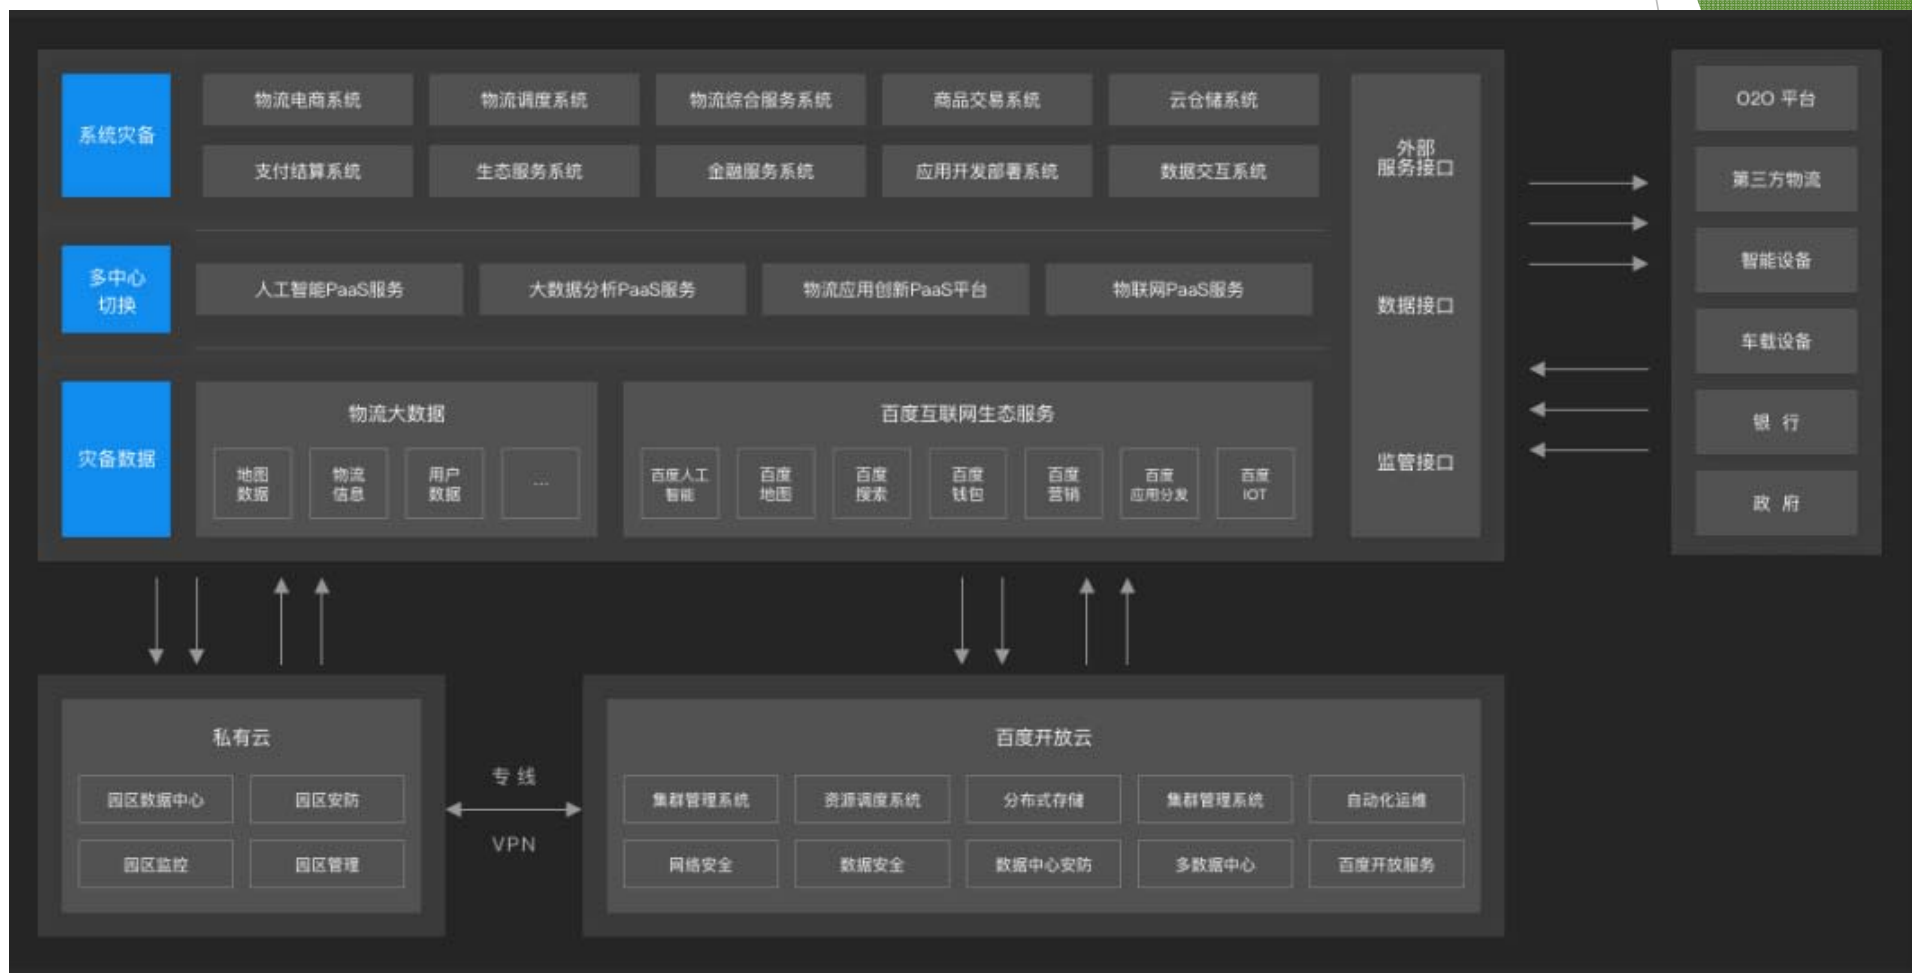 系统灾备
物流电商系统
物流调度系统
物流综合服务系统
商品交易系统
云仓储系统
支付结算系统
生态服务系统
金融服务系统
应用开发部署系统
数据交互系统
多中心
切换
人工智能PaaS服务
大数据分析PaaS服务
物流应用创新PaaS平台
物联网PaaS服务
灾备数据
物流大数据
地图
数据
物流
信息
用户
数据
...
百度互联网生态服务
百度人工
智能
百度
地图
百度
搜索
百度
钱包
百度
营销
百度
应用分发
百度
IOT
外部
服务接口
数据接口
监管接口
O2O 平台
第三方物流
智能设备
车载设备
银 行
政 府
私有云
园区数据中心
园区安防
园区监控
园区管理
专 线
VPN
百度开放云
集群管理系统
资源调度系统
分布式存储
集群管理系统
自动化运维
网络安全
数据安全
数据中心安防
多数据中心
百度开放服务